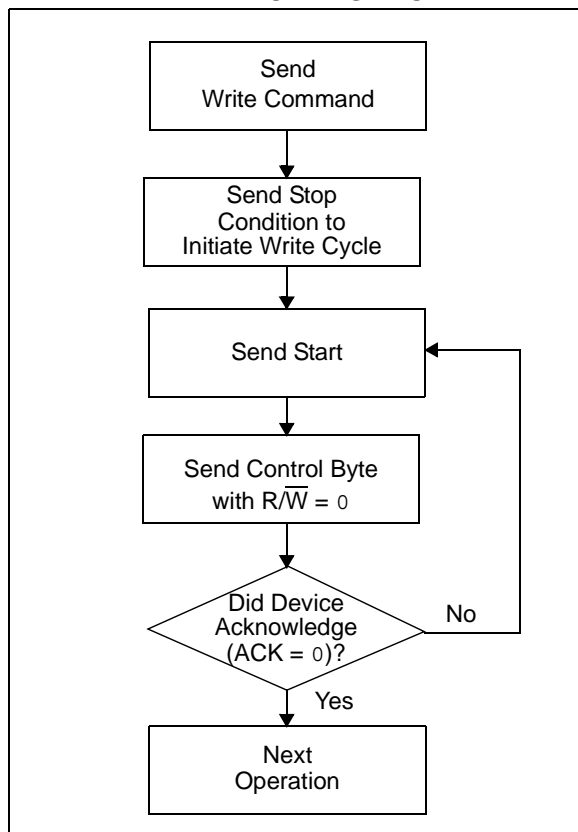 Send
Write Command
Send Stop
Condition to
Initiate Write Cycle
Send Start
Send Control Byte
with R/W̅ = 0
Did Device
Acknowledge
(ACK = 0)?
No
Yes
Next
Operation